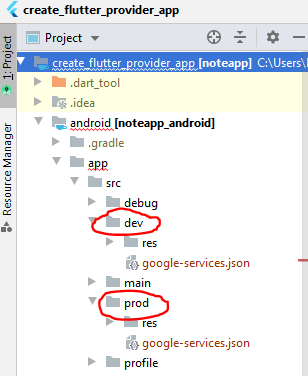 create_flutter_provider_app
Project
create_flutter_provider_app [noteapp] C:\Users\
.dart_tool
.idea
android [noteapp_android]
.gradle
app
src
debug
dev
res
google-services.json
main
prod
res
google-services.json
profile
1: Project
Resource Manager